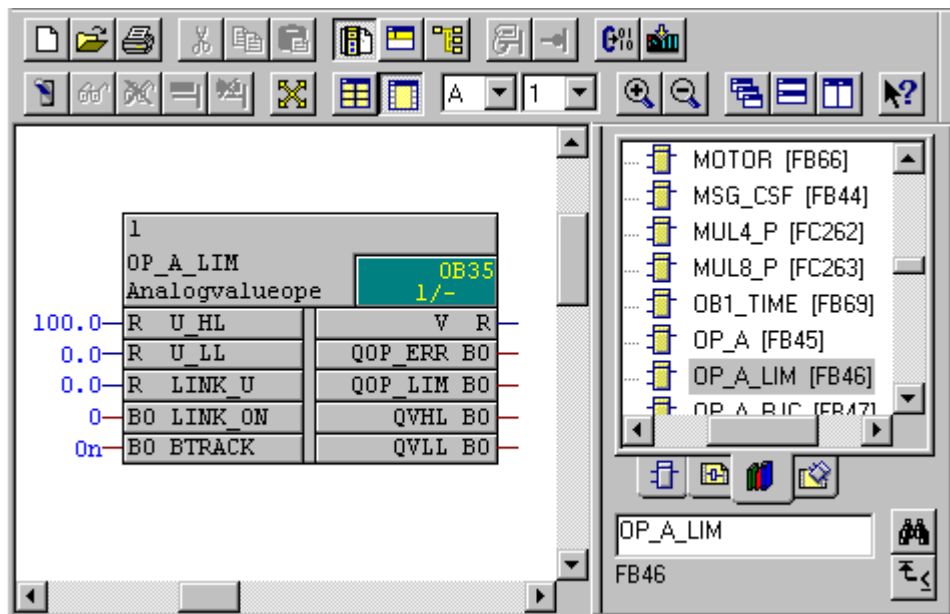 A
1
1
OP_A_LIM
Analogvalueope
OB35
1/-
100.0 R U_HL V R
0.0 R U_LL QOP_ERR BO
0.0 R LINK_U QOP_LIM BO
0 BO LINK_ON QVHL BO
On BO BTRACK QVLL BO
MOTOR [FB66]
MSG_CSF [FB44]
MUL4_P [FC262]
MUL8_P [FC263]
OB1_TIME [FB69]
OP_A [FB45]
OP_A_LIM [FB46]
OP_A_RJC [FB47]
OP_A_LIM
FB46